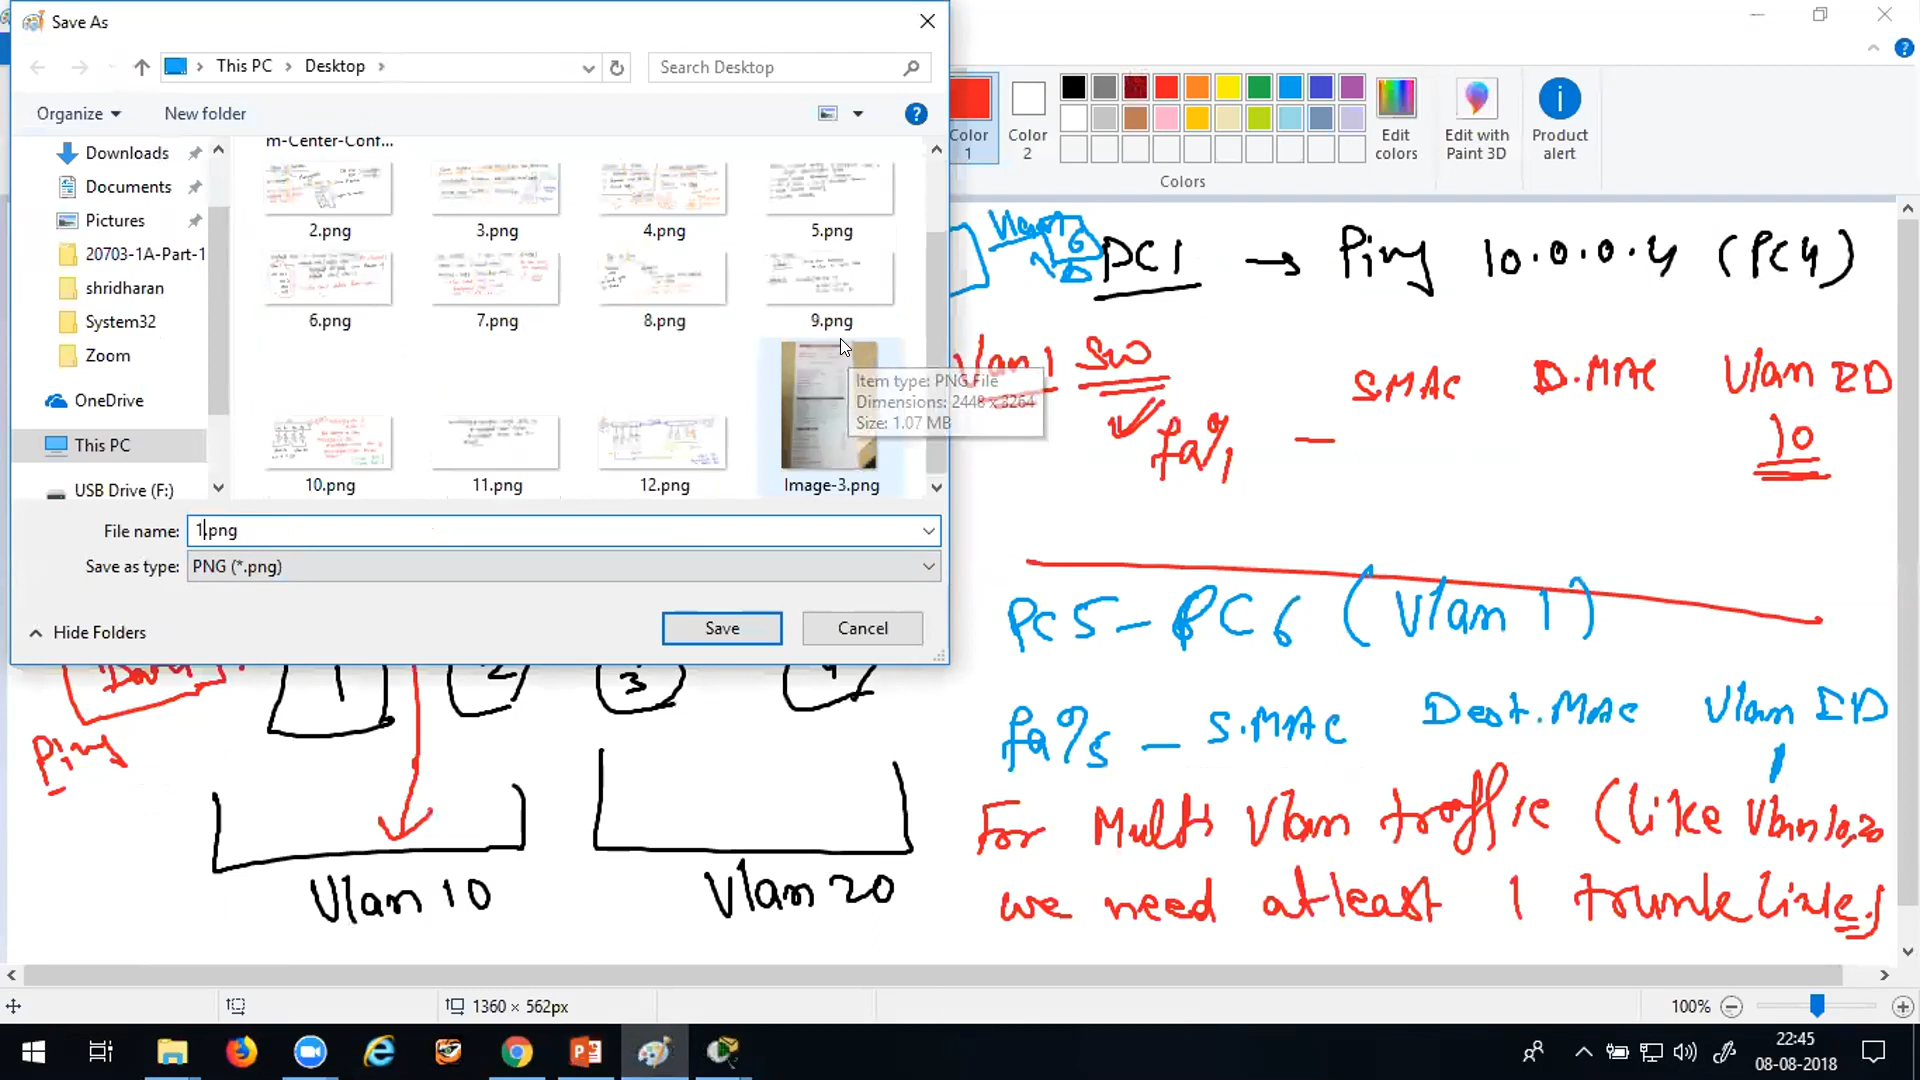 Save As
This PC
Desktop
Search Desktop
Organize
New folder
m-Center-Conf...
Downloads
Documents
Pictures
20703-1A-Part-1
shridharan
System32
Zoom
OneDrive
This PC
USB Drive (F:)
2.png
3.png
4.png
5.png
6.png
7.png
8.png
9.png
10.png
11.png
12.png
Image-3.png
Item type: PNG File
Dimensions: 2448 x 3264
Size: 1.07 MB
File name:
1.png
Save as type:
PNG (*.png)
Hide Folders
Save
Cancel
Color
1
Color
2
Edit
colors
Edit with
Paint 3D
Product
alert
Colors
PC1 → Ping 10.0.0.4 (PC4)
Vlan 1 SW
S.MAC D.MAC Vlan ID
fa0/1 — 10
PC5 - PC6 (Vlan 1)
fa0/5 — S.MAC Dest.MAC Vlan ID
1
For Multi Vlan traffic (like Vlan 10,20
we need atleast 1 trunk link.)
Ping
1
2
3
4
Vlan 10
Vlan 20
1360 × 562px
100%
22:45
08-08-2018